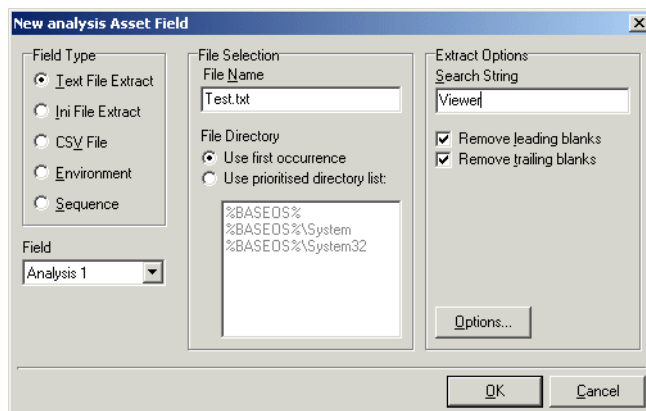 New analysis Asset Field
Field Type
Text File Extract
Ini File Extract
CSV File
Environment
Sequence
Field
Analysis 1
File Selection
File Name
Test.txt
File Directory
Use first occurrence
Use prioritised directory list:
%BASEOS%
%BASEOS%\System
%BASEOS%\System32
Extract Options
Search String
Viewer
Remove leading blanks
Remove trailing blanks
Options...
OK
Cancel